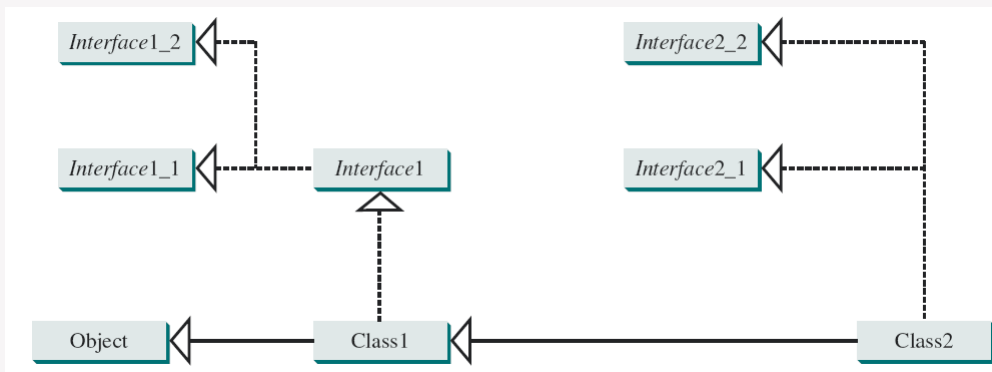 Interface1_2
Interface2_2
Interface1_1
Interface1
Interface2_1
Object
Class1
Class2